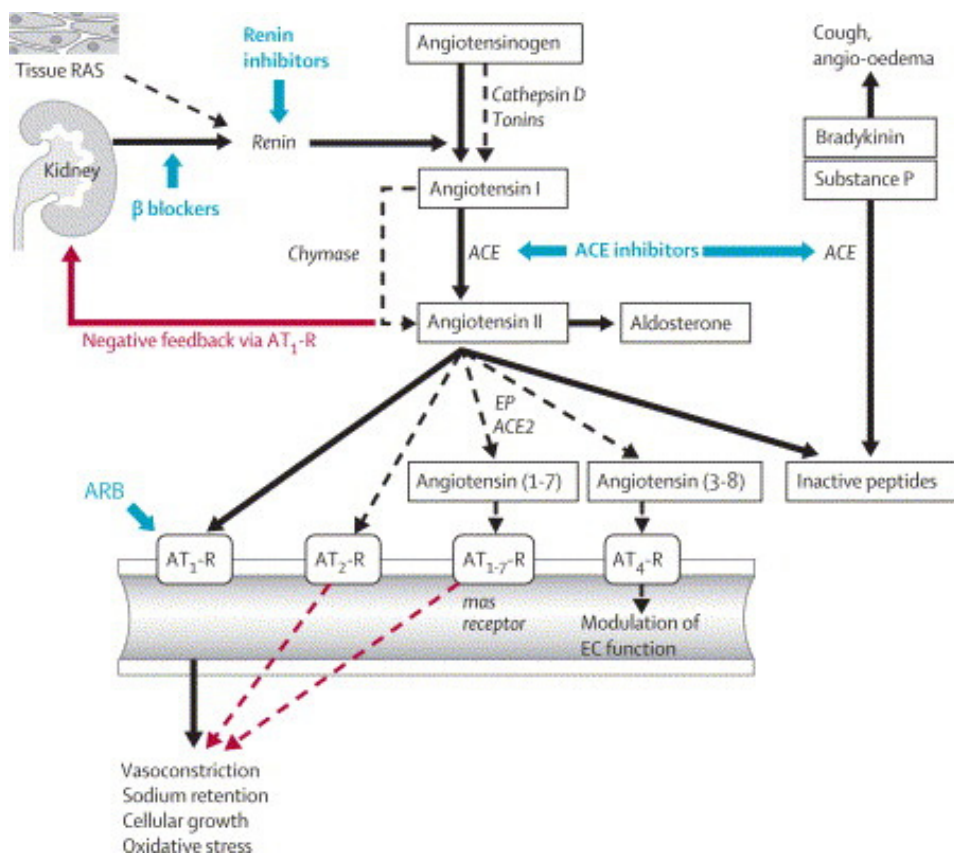 Tissue RAS
Renin
inhibitors
Angiotensinogen
Cough,
angio-oedema
Cathepsin D
Tonins
Kidney
Renin
Bradykinin
Substance P
β blockers
Angiotensin I
Chymase
ACE
ACE inhibitors
ACE
Angiotensin II
Aldosterone
Negative feedback via AT₁-R
EP
ACE2
Angiotensin (1-7)
Angiotensin (3-8)
Inactive peptides
ARB
AT₁-R
AT₂-R
AT₁₋₇-R
AT₄-R
mas
receptor
Modulation of
EC function
Vasoconstriction
Sodium retention
Cellular growth
Oxidative stress